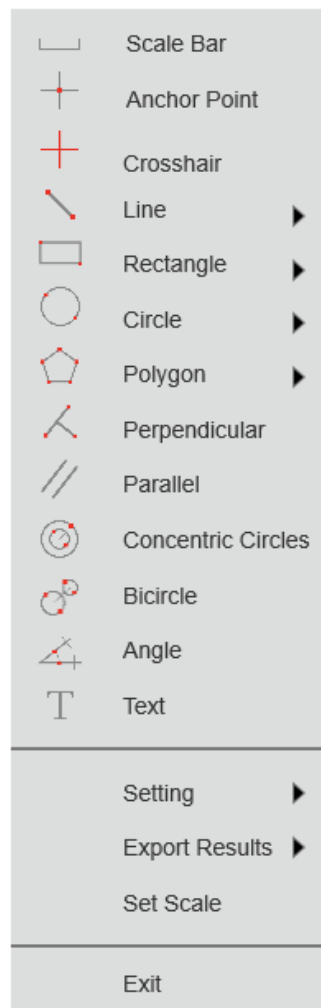 Scale Bar
Anchor Point
Crosshair
Line
Rectangle
Circle
Polygon
Perpendicular
Parallel
Concentric Circles
Bicircle
Angle
T Text
Setting
Export Results
Set Scale
Exit